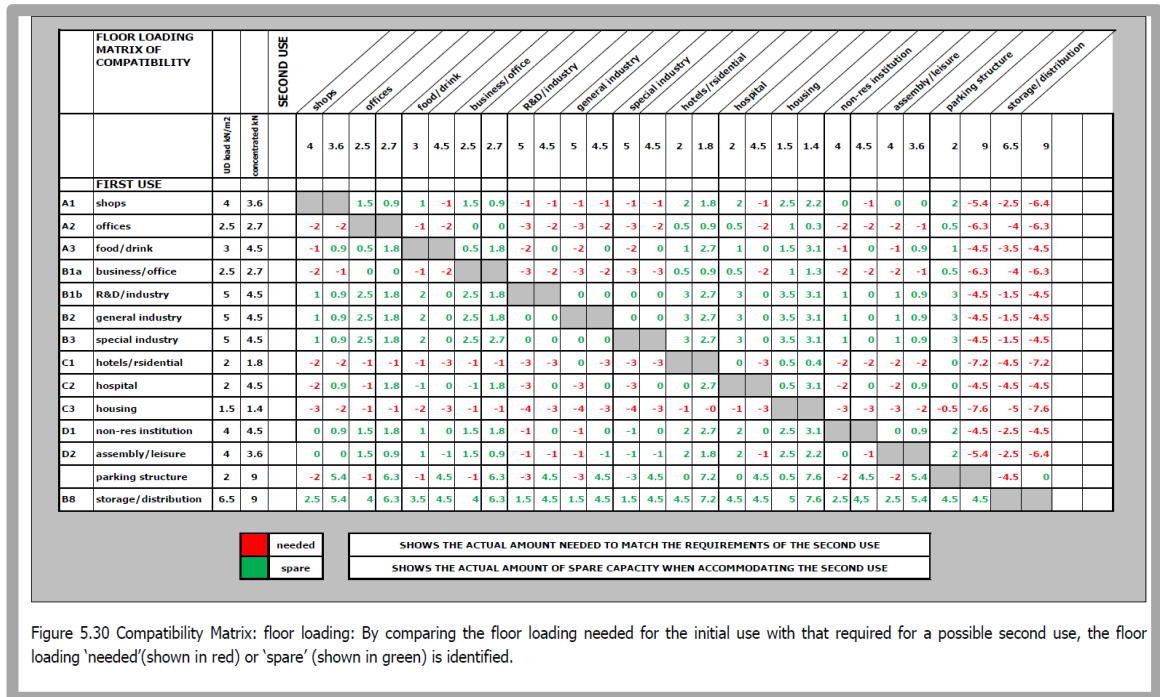 FLOOR LOADING MATRIX OF COMPATIBILITY
UD load kN/m2
concentrated kN
SECOND USE
shops
offices
food/drink
business/office
R&D/industry
general industry
special industry
hotels/rsidential
hospital
housing
non-res institution
assembly/leisure
parking structure
storage/distribution
4 3.6 2.5 2.7 3 4.5 2.5 2.7 5 4.5 5 4.5 5 4.5 2 1.8 2 4.5 1.5 1.4 4 4.5 4 3.6 2 9 6.5 9
FIRST USE
A1 shops 4 3.6 1.5 0.9 1 -1 1.5 0.9 -1 -1 -1 -1 -1 -1 2 1.8 2 -1 2.5 2.2 0 -1 0 0 2 -5.4 -2.5 -6.4
A2 offices 2.5 2.7 -2 -2 -1 -2 0 0 -3 -2 -3 -2 -3 -2 0.5 0.9 0.5 -2 1 0.3 -2 -2 -2 -1 0.5 -6.3 -4 -6.3
A3 food/drink 3 4.5 -1 0.9 0.5 1.8 0.5 1.8 -2 0 -2 0 -2 0 1 2.7 1 0 1.5 3.1 -1 0 -1 0.9 1 -4.5 -3.5 -4.5
B1a business/office 2.5 2.7 -2 -1 0 0 -1 -2 -3 -2 -3 -2 -3 -3 0.5 0.9 0.5 -2 1 1.3 -2 -2 -2 -1 0.5 -6.3 -4 -6.3
B1b R&D/industry 5 4.5 1 0.9 2.5 1.8 2 0 2.5 1.8 0 0 0 0 3 2.7 3 0 3.5 3.1 1 0 1 0.9 3 -4.5 -1.5 -4.5
B2 general industry 5 4.5 1 0.9 2.5 1.8 2 0 2.5 1.8 0 0 0 0 3 2.7 3 0 3.5 3.1 1 0 1 0.9 3 -4.5 -1.5 -4.5
B3 special industry 5 4.5 1 0.9 2.5 1.8 2 0 2.5 2.7 0 0 0 0 3 2.7 3 0 3.5 3.1 1 0 1 0.9 3 -4.5 -1.5 -4.5
C1 hotels/rsidential 2 1.8 -2 -2 -1 -1 -1 -3 -1 -1 -3 -3 0 -3 -3 -3 0 -3 0.5 0.4 -2 -2 -2 -2 0 -7.2 -4.5 -7.2
C2 hospital 2 4.5 -2 0.9 -1 1.8 -1 0 -1 1.8 -3 0 -3 0 -3 0 0 2.7 0.5 3.1 -2 0 -2 0.9 0 -4.5 -4.5 -4.5
C3 housing 1.5 1.4 -3 -2 -1 -1 -2 -3 -1 -1 -4 -3 -4 -3 -4 -3 -1 -0 -1 -3 -3 -3 -3 -2 -0.5 -7.6 -5 -7.6
D1 non-res institution 4 4.5 0 0.9 1.5 1.8 1 0 1.5 1.8 -1 0 -1 0 -1 0 2 2.7 2 0 2.5 3.1 0 0.9 2 -4.5 -2.5 -4.5
D2 assembly/leisure 4 3.6 0 0 1.5 0.9 1 -1 1.5 0.9 -1 -1 -1 -1 -1 -1 2 1.8 2 -1 2.5 2.2 0 -1 2 -5.4 -2.5 -6.4
parking structure 2 9 -2 5.4 -1 6.3 -1 4.5 -1 6.3 -3 4.5 -3 4.5 -3 4.5 0 7.2 0 4.5 0.5 7.6 -2 4.5 -2 5.4 -4.5 0
B8 storage/distribution 6.5 9 2.5 5.4 4 6.3 3.5 4.5 4 6.3 1.5 4.5 1.5 4.5 1.5 4.5 4.5 7.2 4.5 4.5 5 7.6 2.5 4,5 2.5 5.4 4.5 4.5
needed SHOWS THE ACTUAL AMOUNT NEEDED TO MATCH THE REQUIREMENTS OF THE SECOND USE
spare SHOWS THE ACTUAL AMOUNT OF SPARE CAPACITY WHEN ACCOMMODATING THE SECOND USE
Figure 5.30 Compatibility Matrix: floor loading: By comparing the floor loading needed for the initial use with that required for a possible second use, the floor
loading ‘needed’(shown in red) or ‘spare’ (shown in green) is identified.